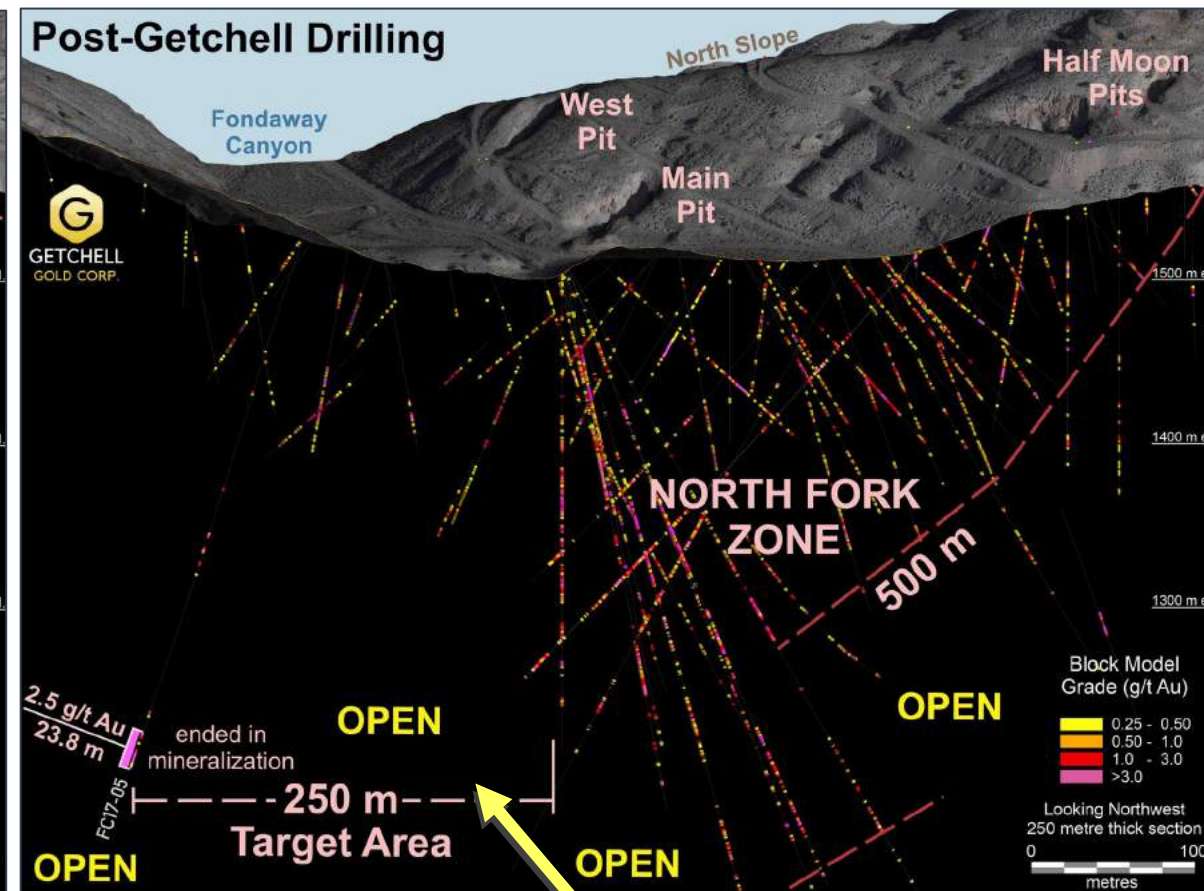 Post-Getchell Drilling
North Slope
Half Moon
Pits
West
Pit
Fondaway
Canyon
Main
Pit
G
GETCHELL
GOLD CORP.
1500 m e
1400 m e
NORTH FORK
ZONE
500 m
1300 m e
Block Model
Grade (g/t Au)
0.25 - 0.50
0.50 - 1.0
1.0 - 3.0
>3.0
2.5 g/t Au
23.8 m
OPEN
OPEN
ended in
mineralization
FC17-05
250 m
Target Area
Looking Northwest
250 metre thick section
0 100
metres
OPEN
OPEN